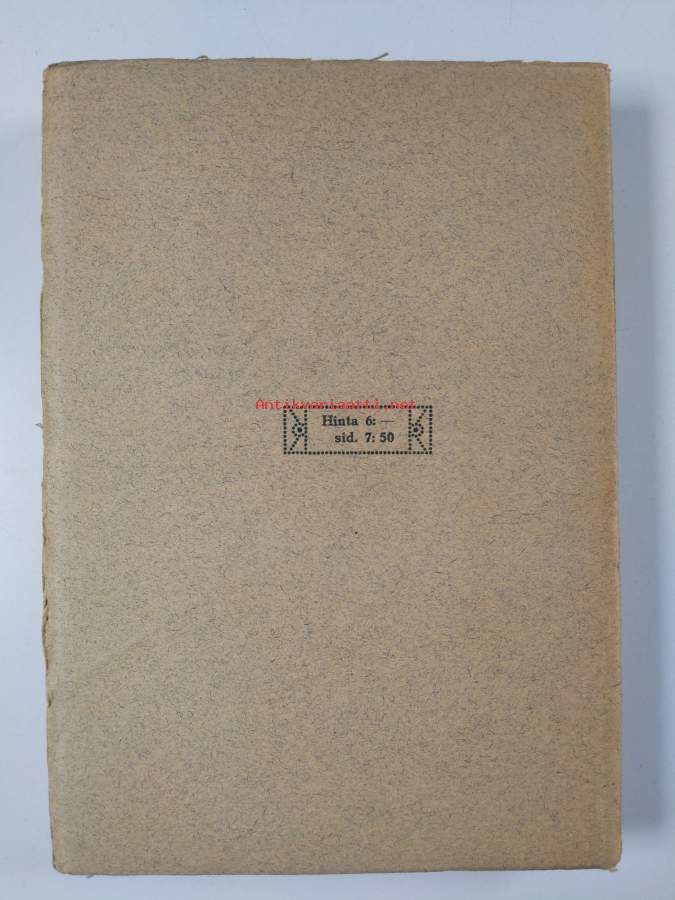 Antikvariaatti.net
Hinta 6: —
sid. 7: 50